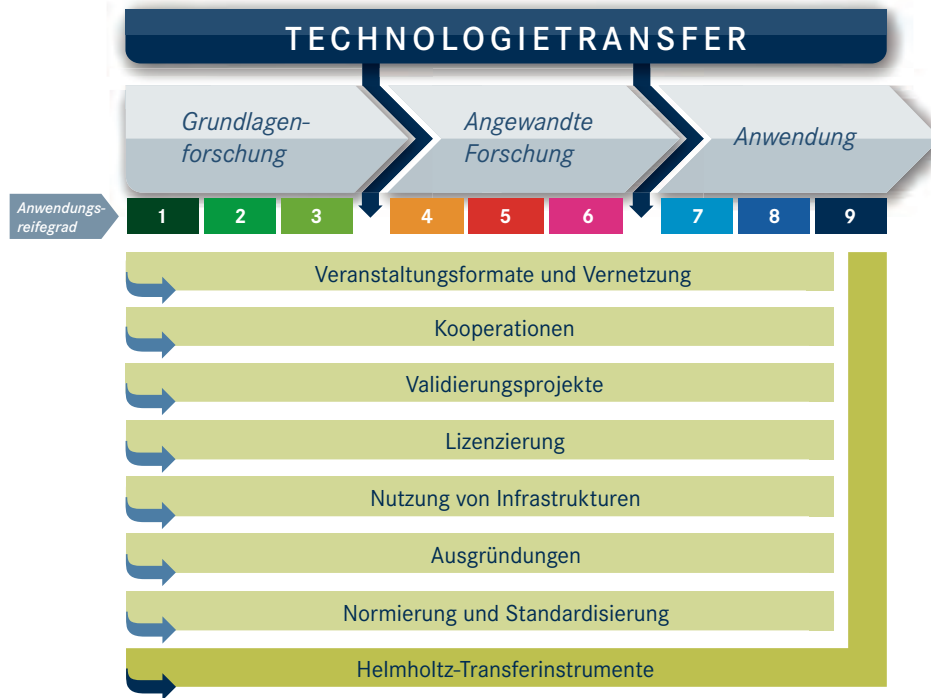 TECHNOLOGIETRANSFER
Grundlagen-
forschung
Angewandte
Forschung
Anwendung
Anwendungs-
reifegrad
1 2 3 4 5 6 7 8 9
Veranstaltungsformate und Vernetzung
Kooperationen
Validierungsprojekte
Lizenzierung
Nutzung von Infrastrukturen
Ausgründungen
Normierung und Standardisierung
Helmholtz-Transferinstrumente